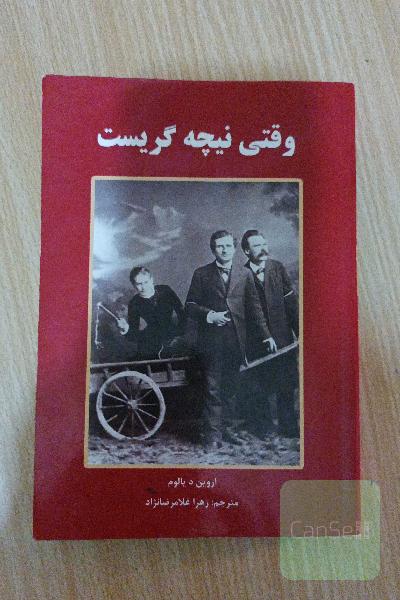 وقتی نیچه گریست
اروین د یالوم
مترجم: زهرا غلامرضانژاد